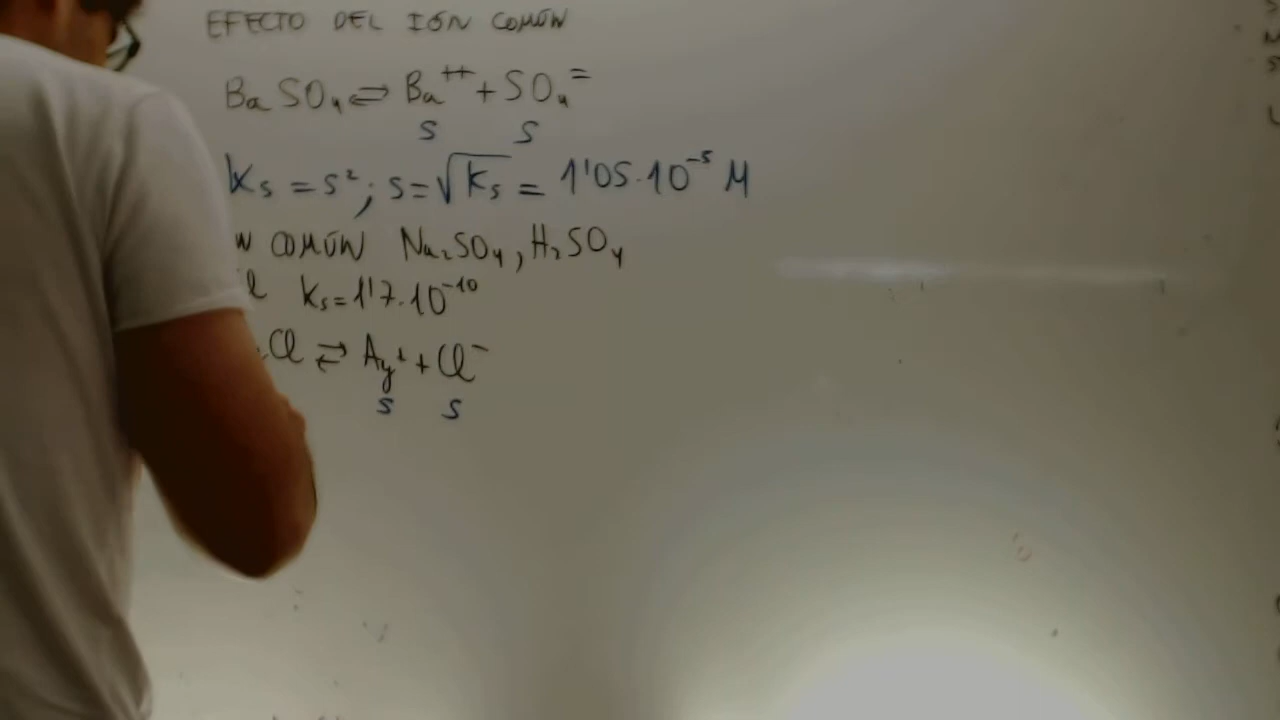 EFECTO DEL IÓN COMÚN
BaSO₄ ⇌ Ba⁺⁺ + SO₄⁼
S S
Ks = s²; s = √Ks = 1'05·10⁻⁵ M
N COMÚN Na₂SO₄, H₂SO₄
l Ks = 1'7·10⁻¹⁰
Cl ⇌ Ag⁺ + Cl⁻
S S